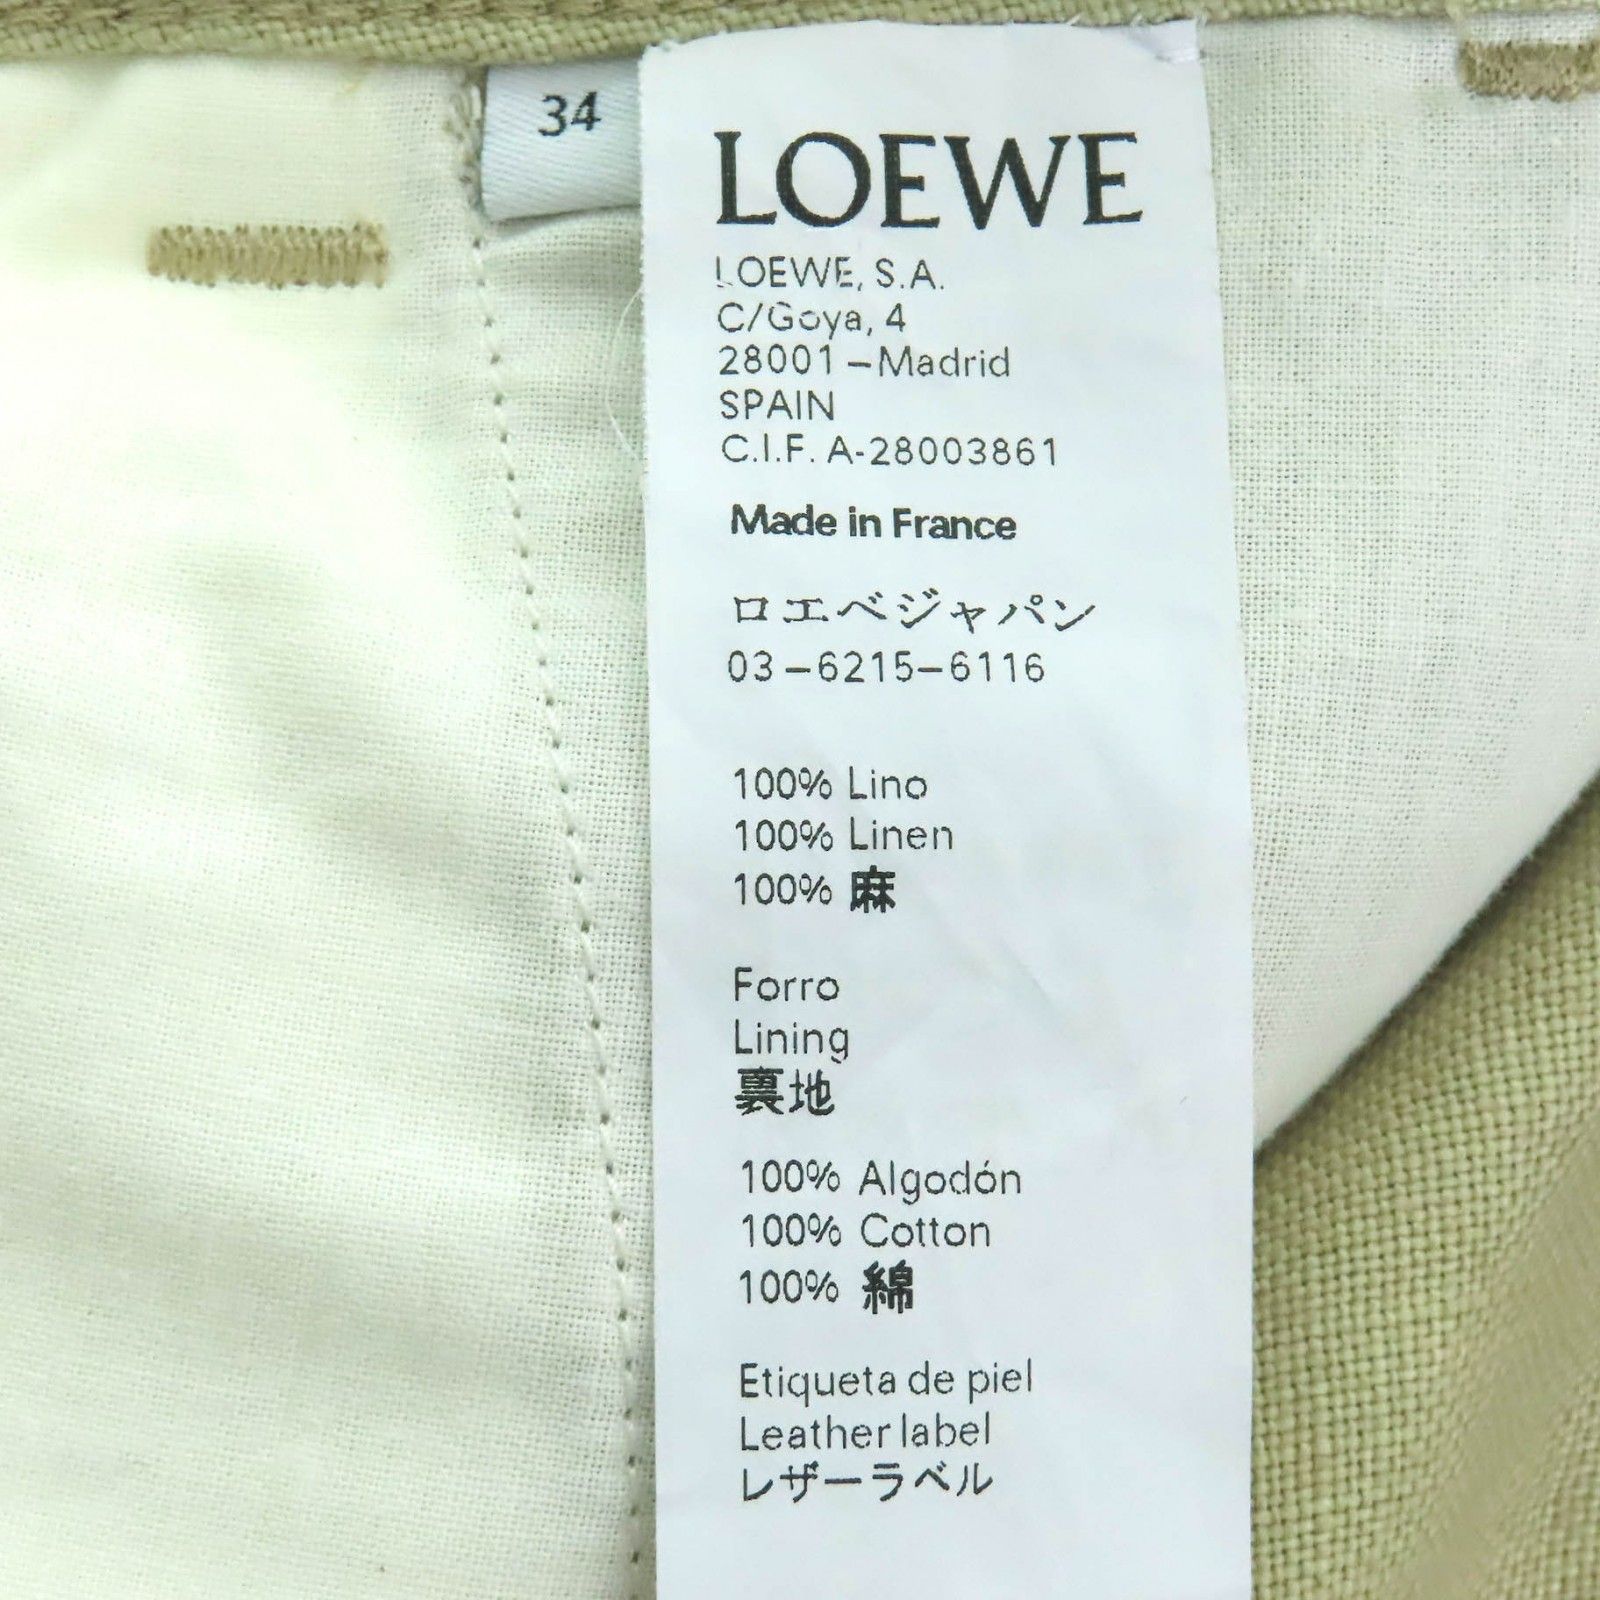 34
LOEWE
LOEWE, S.A.
C/Goya, 4
28001 – Madrid
SPAIN
C.I.F. A-28003861
Made in France
ロエベジャパン
03–6215–6116
100% Lino
100% Linen
100% 麻
Forro
Lining
裏地
100% Algodón
100% Cotton
100% 綿
Etiqueta de piel
Leather label
レザーラベル